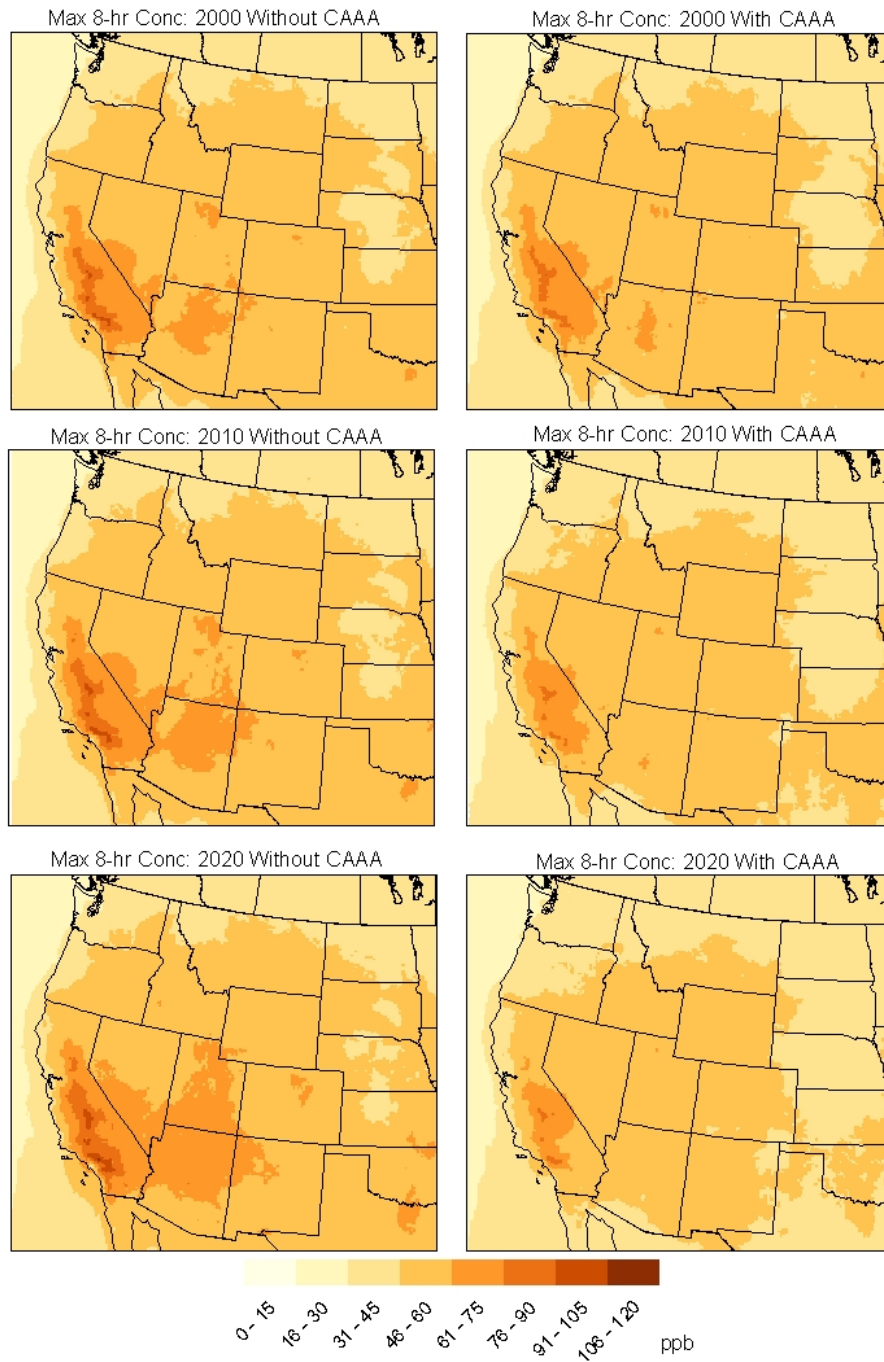 Max 8-hr Conc: 2000 Without CAAA
Max 8-hr Conc: 2000 With CAAA
Max 8-hr Conc: 2010 Without CAAA
Max 8-hr Conc: 2010 With CAAA
Max 8-hr Conc: 2020 Without CAAA
Max 8-hr Conc: 2020 With CAAA
0 - 15
16 - 30
31 - 45
46 - 60
61 - 75
76 - 90
91 - 105
106 - 120
ppb